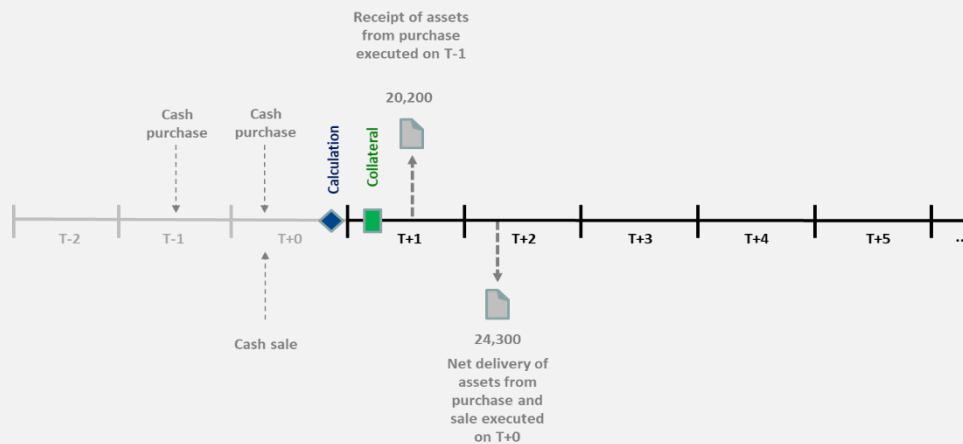 Receipt of assets
from purchase
executed on T-1
20,200
Cash
purchase
Cash
purchase
Calculation
Collateral
T-2
T-1
T+0
T+1
T+2
T+3
T+4
T+5
...
Cash sale
24,300
Net delivery of
assets from
purchase and
sale executed
on T+0